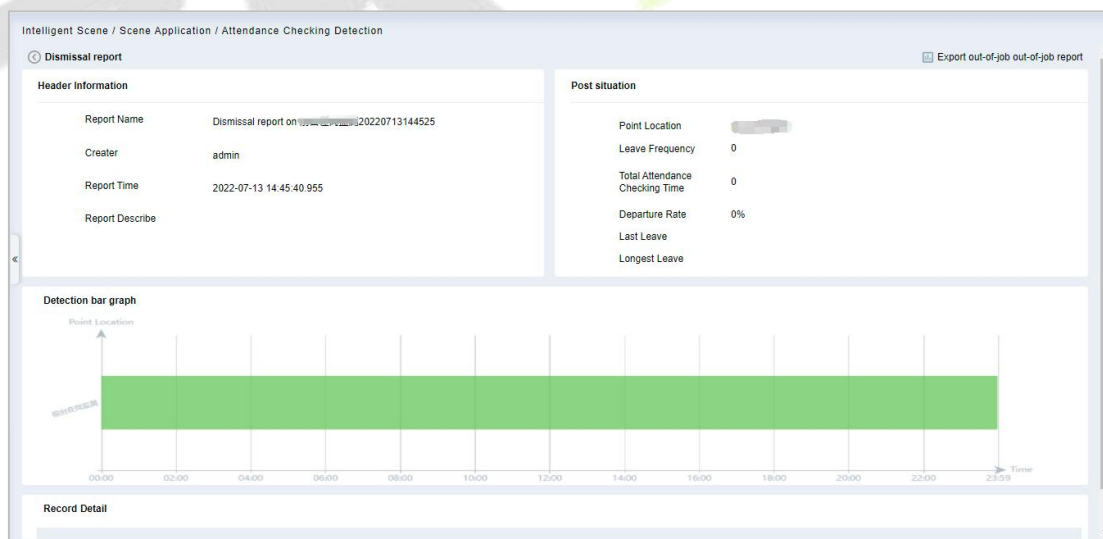 Intelligent Scene / Scene Application / Attendance Checking Detection
Dismissal report
Export out-of-job out-of-job report
Header Information
Report Name
Dismissal report on 20220713144525
Creater
admin
Report Time
2022-07-13 14:45:40.955
Report Describe
Post situation
Point Location
Leave Frequency
0
Total Attendance
Checking Time
0
Departure Rate
0%
Last Leave
Longest Leave
Detection bar graph
Point Location
00:00 02:00 04:00 06:00 08:00 10:00 12:00 14:00 16:00 18:00 20:00 22:00 23:59
Time
Record Detail